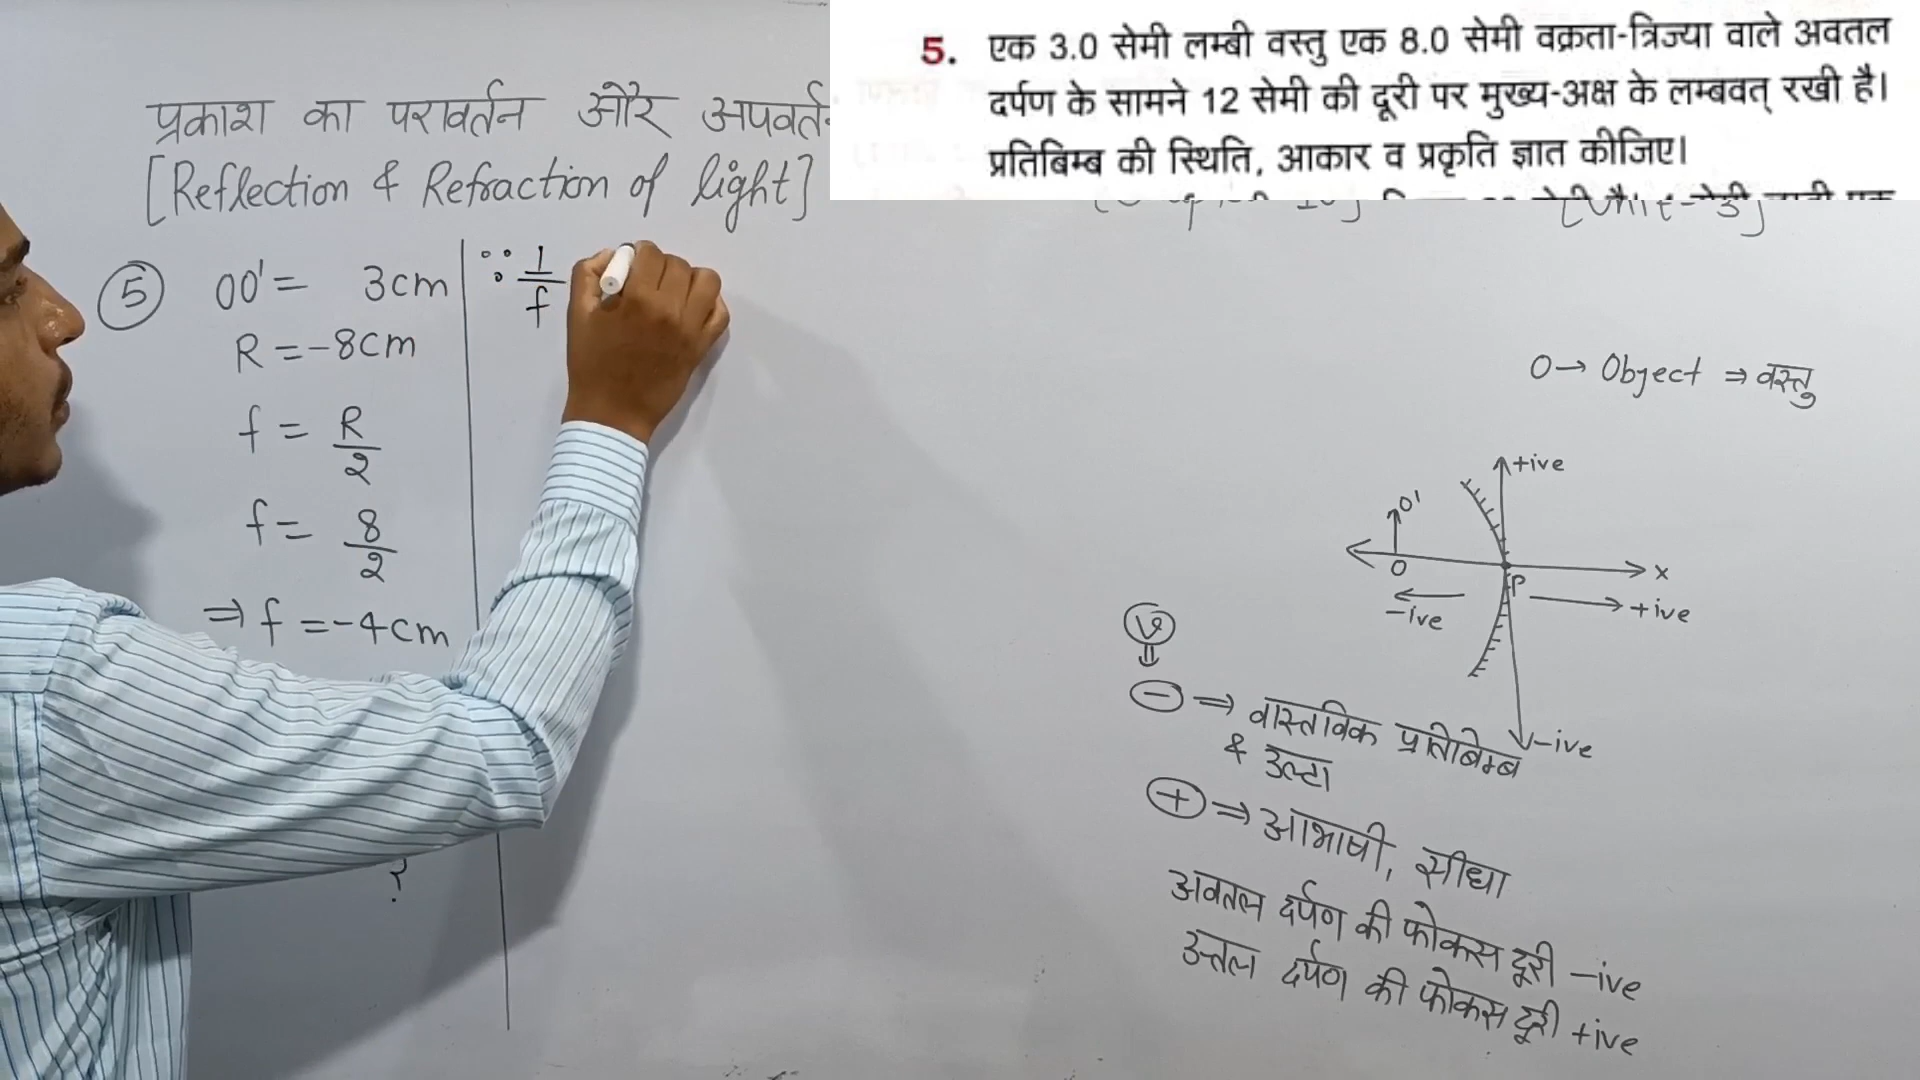 5. एक 3.0 सेमी लम्बी वस्तु एक 8.0 सेमी वक्रता-त्रिज्या वाले अवतल
दर्पण के सामने 12 सेमी की दूरी पर मुख्य-अक्ष के लम्बवत् रखी है।
प्रतिबिम्ब की स्थिति, आकार व प्रकृति ज्ञात कीजिए।
प्रकाश का परावर्तन और अपवर्त
[Reflection & Refraction of light]
[Unit-3]
5 OO' = 3cm
R = -8cm
f = R/2
f = 8/2
⇒ f = -4cm
?
∵ 1/f
O → Object ⇒ वस्तु
+ive
O'
O
P
x
-ive
+ive
-ive
v
⇓
- ⇒ वास्तविक प्रतिबिम्ब
& उल्टा
+ ⇒ आभाषी, सीधा
अवतल दर्पण की फोकस दूरी -ive
उत्तल दर्पण की फोकस दूरी +ive